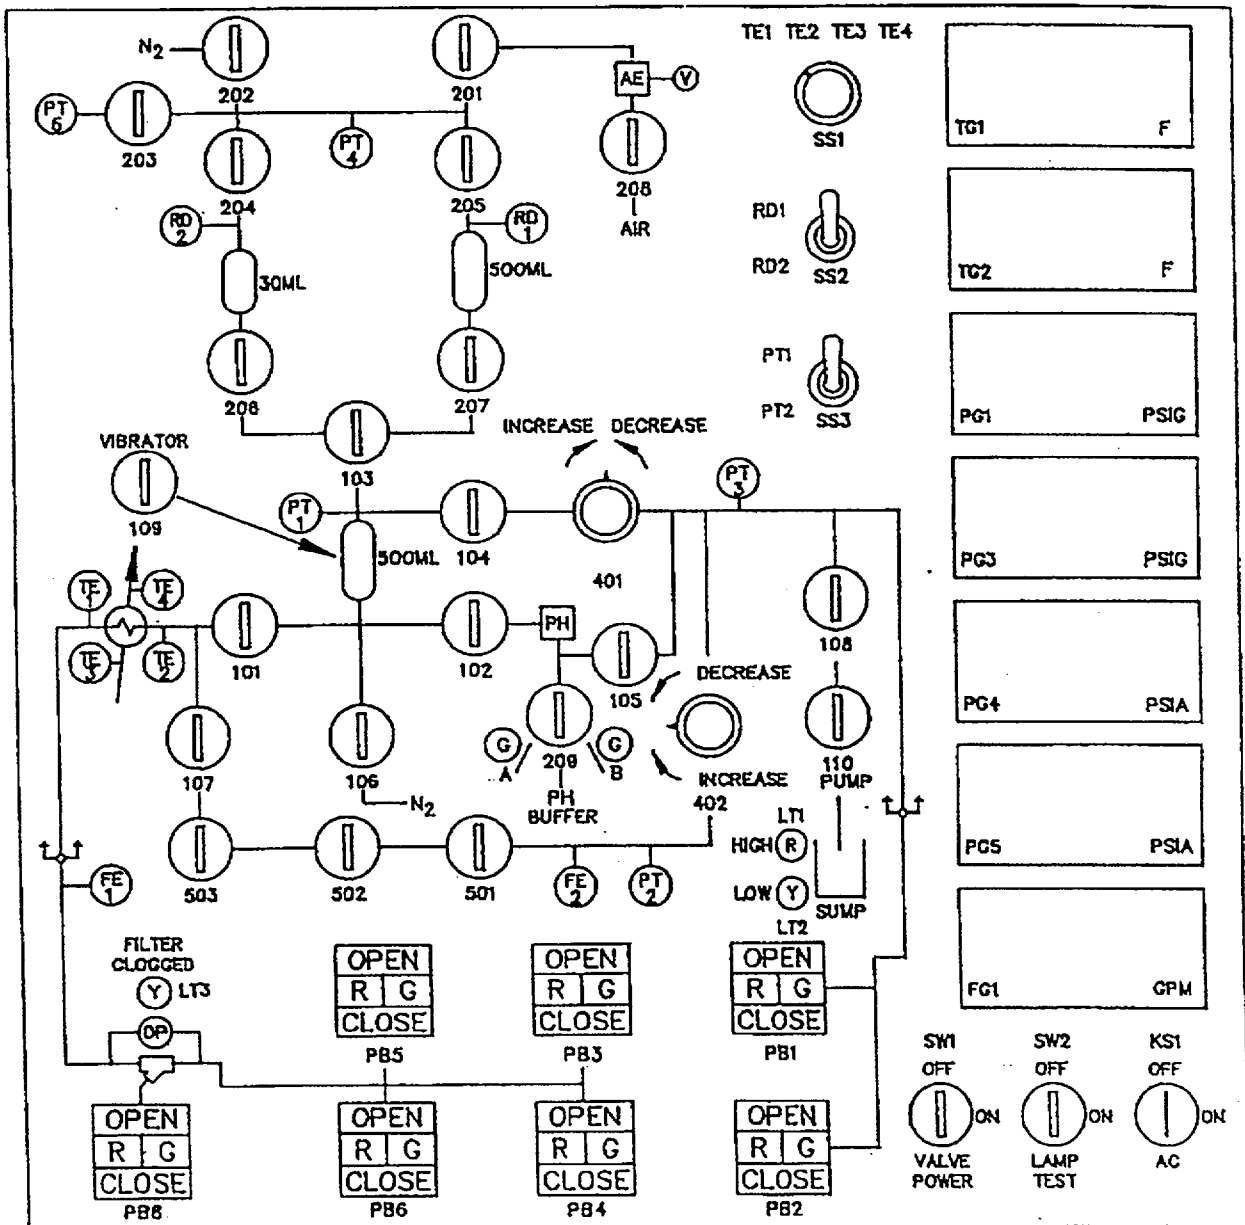 TE1 TE2 TE3 TE4
N2
202
201
AE
Y
PT
6
203
PT
4
208
AIR
SS1
TG1 F
204
205
RD
2
RD
1
30ML
500ML
RD1
RD2
SS2
TG2 F
206
207
PT1
PT2
SS3
PG1 PSIG
INCREASE DECREASE
VIBRATOR
109
103
PT
1
104
401
PT
3
500ML
PG3 PSIG
TE
1
TE
4
TE
3
TE
2
101
102
PH
105
108
DECREASE
107
106
N2
G
A
209
G
B
PH
BUFFER
INCREASE
402
110
PUMP
PG4 PSIA
503
502
501
FE
2
PT
2
LT1
HIGH R
LOW Y
LT2
SUMP
PG5 PSIA
FE
1
FILTER
CLOGGED
Y LT3
DP
OPEN
R G
CLOSE
PB5
OPEN
R G
CLOSE
PB3
OPEN
R G
CLOSE
PB1
FG1 GPM
SW1 SW2 KS1
OFF OFF OFF
ON ON ON
VALVE
POWER
LAMP
TEST
AC
OPEN
R G
CLOSE
PB8
OPEN
R G
CLOSE
PB6
OPEN
R G
CLOSE
PB4
OPEN
R G
CLOSE
PB2